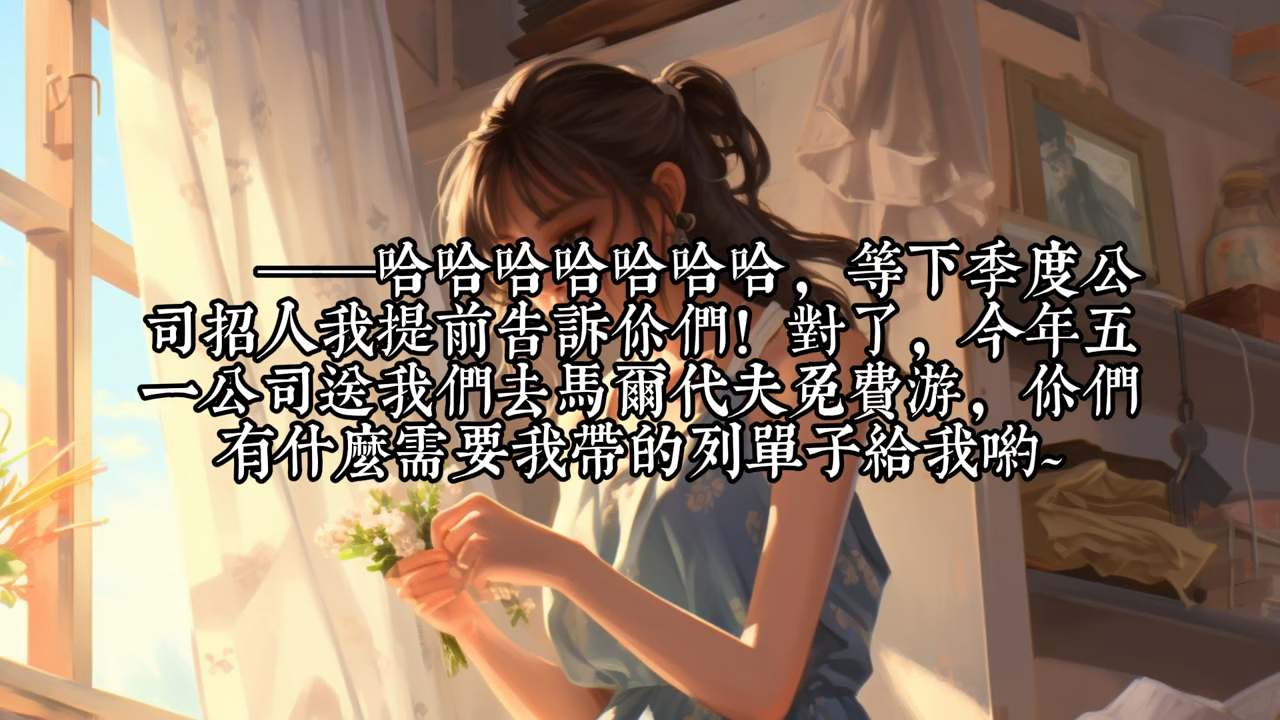 ——哈哈哈哈哈哈哈，等下季度公
司招人我提前告訴你們！對了，今年五
一公司送我們去馬爾代夫免費游，你們
有什麼需要我帶的列單子給我喲~